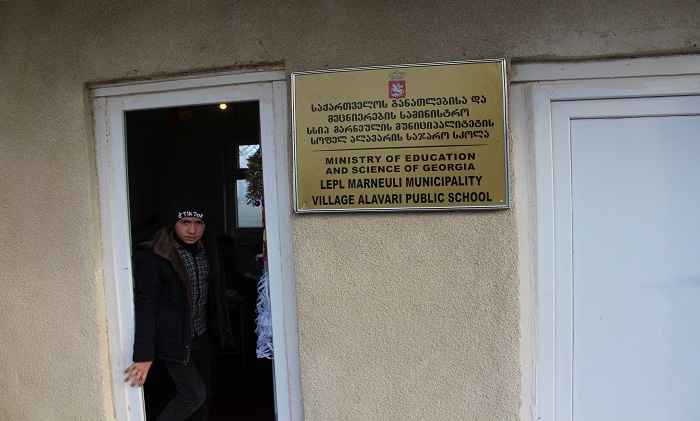 საქართველოს განათლებისა და
მეცნიერების სამინისტრო
სსიპ მარნეულის მუნიციპალიტეტის
სოფელ ალავარის საჯარო სკოლა
MINISTRY OF EDUCATION
AND SCIENCE OF GEORGIA
LEPL MARNEULI MUNICIPALITY
VILLAGE ALAVARI PUBLIC SCHOOL
TikTok